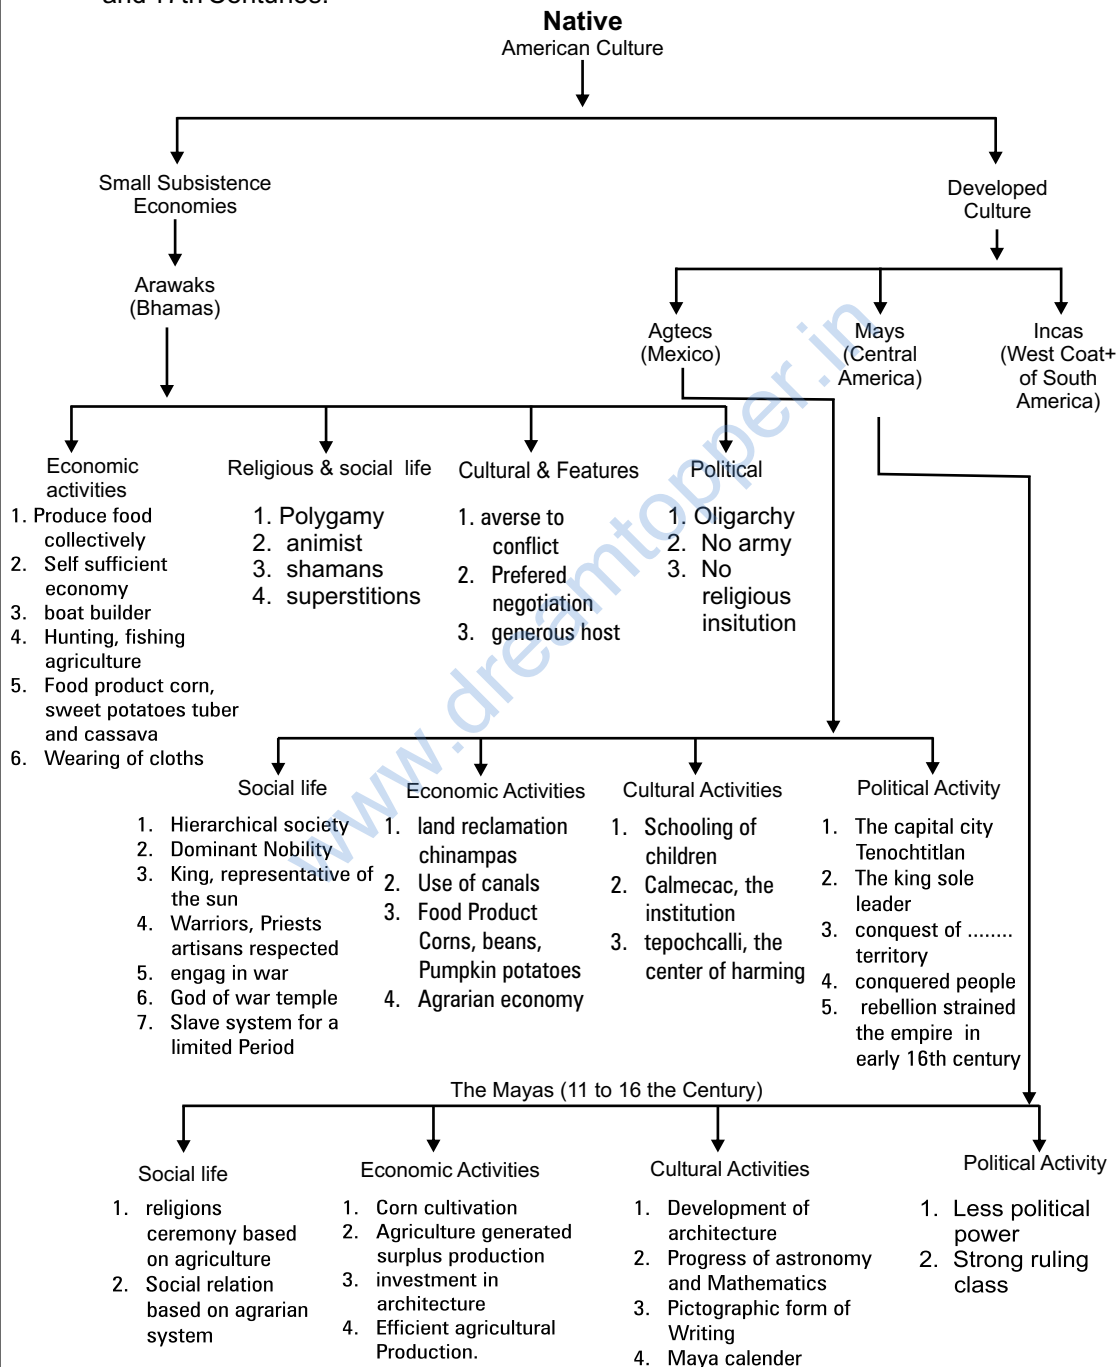 and 17th Centuries.
Native
American Culture
Small Subsistence
Economies
Developed
Culture
Arawaks
(Bhamas)
Agtecs
(Mexico)
Mays
(Central
America)
Incas
(West Coat+
of South
America)
Economic
activities
1. Produce food
collectively
2. Self sufficient
economy
3. boat builder
4. Hunting, fishing
agriculture
5. Food product corn,
sweet potatoes tuber
and cassava
6. Wearing of cloths
Religious & social life
1. Polygamy
2. animist
3. shamans
4. superstitions
Cultural & Features
1. averse to
conflict
2. Prefered
negotiation
3. generous host
Political
1. Oligarchy
2. No army
3. No
religious
insitution
Social life
1. Hierarchical society
2. Dominant Nobility
3. King, representative of
the sun
4. Warriors, Priests
artisans respected
5. engag in war
6. God of war temple
7. Slave system for a
limited Period
Economic Activities
1. land reclamation
chinampas
2. Use of canals
3. Food Product
Corns, beans,
Pumpkin potatoes
4. Agrarian economy
Cultural Activities
1. Schooling of
children
2. Calmecac, the
institution
3. tepochcalli, the
center of harming
Political Activity
1. The capital city
Tenochtitlan
2. The king sole
leader
3. conquest of ........
territory
4. conquered people
5. rebellion strained
the empire in
early 16th century
The Mayas (11 to 16 the Century)
Social life
1. religions
ceremony based
on agriculture
2. Social relation
based on agrarian
system
Economic Activities
1. Corn cultivation
2. Agriculture generated
surplus production
3. investment in
architecture
4. Efficient agricultural
Production.
Cultural Activities
1. Development of
architecture
2. Progress of astronomy
and Mathematics
3. Pictographic form of
Writing
4. Maya calender
Political Activity
1. Less political
power
2. Strong ruling
class
www.dreamtopper.in